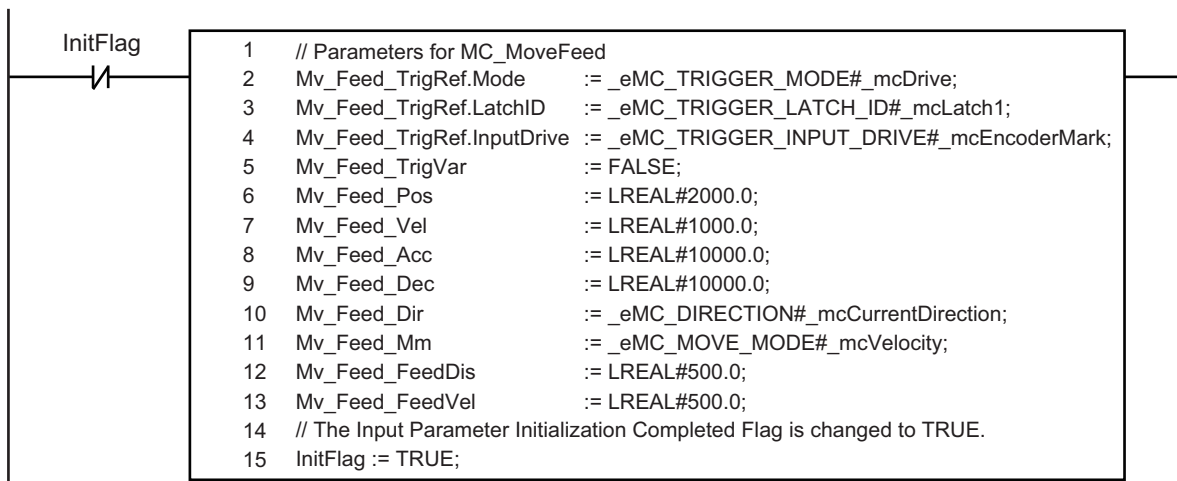 InitFlag
1 // Parameters for MC_MoveFeed
2 Mv_Feed_TrigRef.Mode := _eMC_TRIGGER_MODE#_mcDrive;
3 Mv_Feed_TrigRef.LatchID := _eMC_TRIGGER_LATCH_ID#_mcLatch1;
4 Mv_Feed_TrigRef.InputDrive := _eMC_TRIGGER_INPUT_DRIVE#_mcEncoderMark;
5 Mv_Feed_TrigVar := FALSE;
6 Mv_Feed_Pos := LREAL#2000.0;
7 Mv_Feed_Vel := LREAL#1000.0;
8 Mv_Feed_Acc := LREAL#10000.0;
9 Mv_Feed_Dec := LREAL#10000.0;
10 Mv_Feed_Dir := _eMC_DIRECTION#_mcCurrentDirection;
11 Mv_Feed_Mm := _eMC_MOVE_MODE#_mcVelocity;
12 Mv_Feed_FeedDis := LREAL#500.0;
13 Mv_Feed_FeedVel := LREAL#500.0;
14 // The Input Parameter Initialization Completed Flag is changed to TRUE.
15 InitFlag := TRUE;